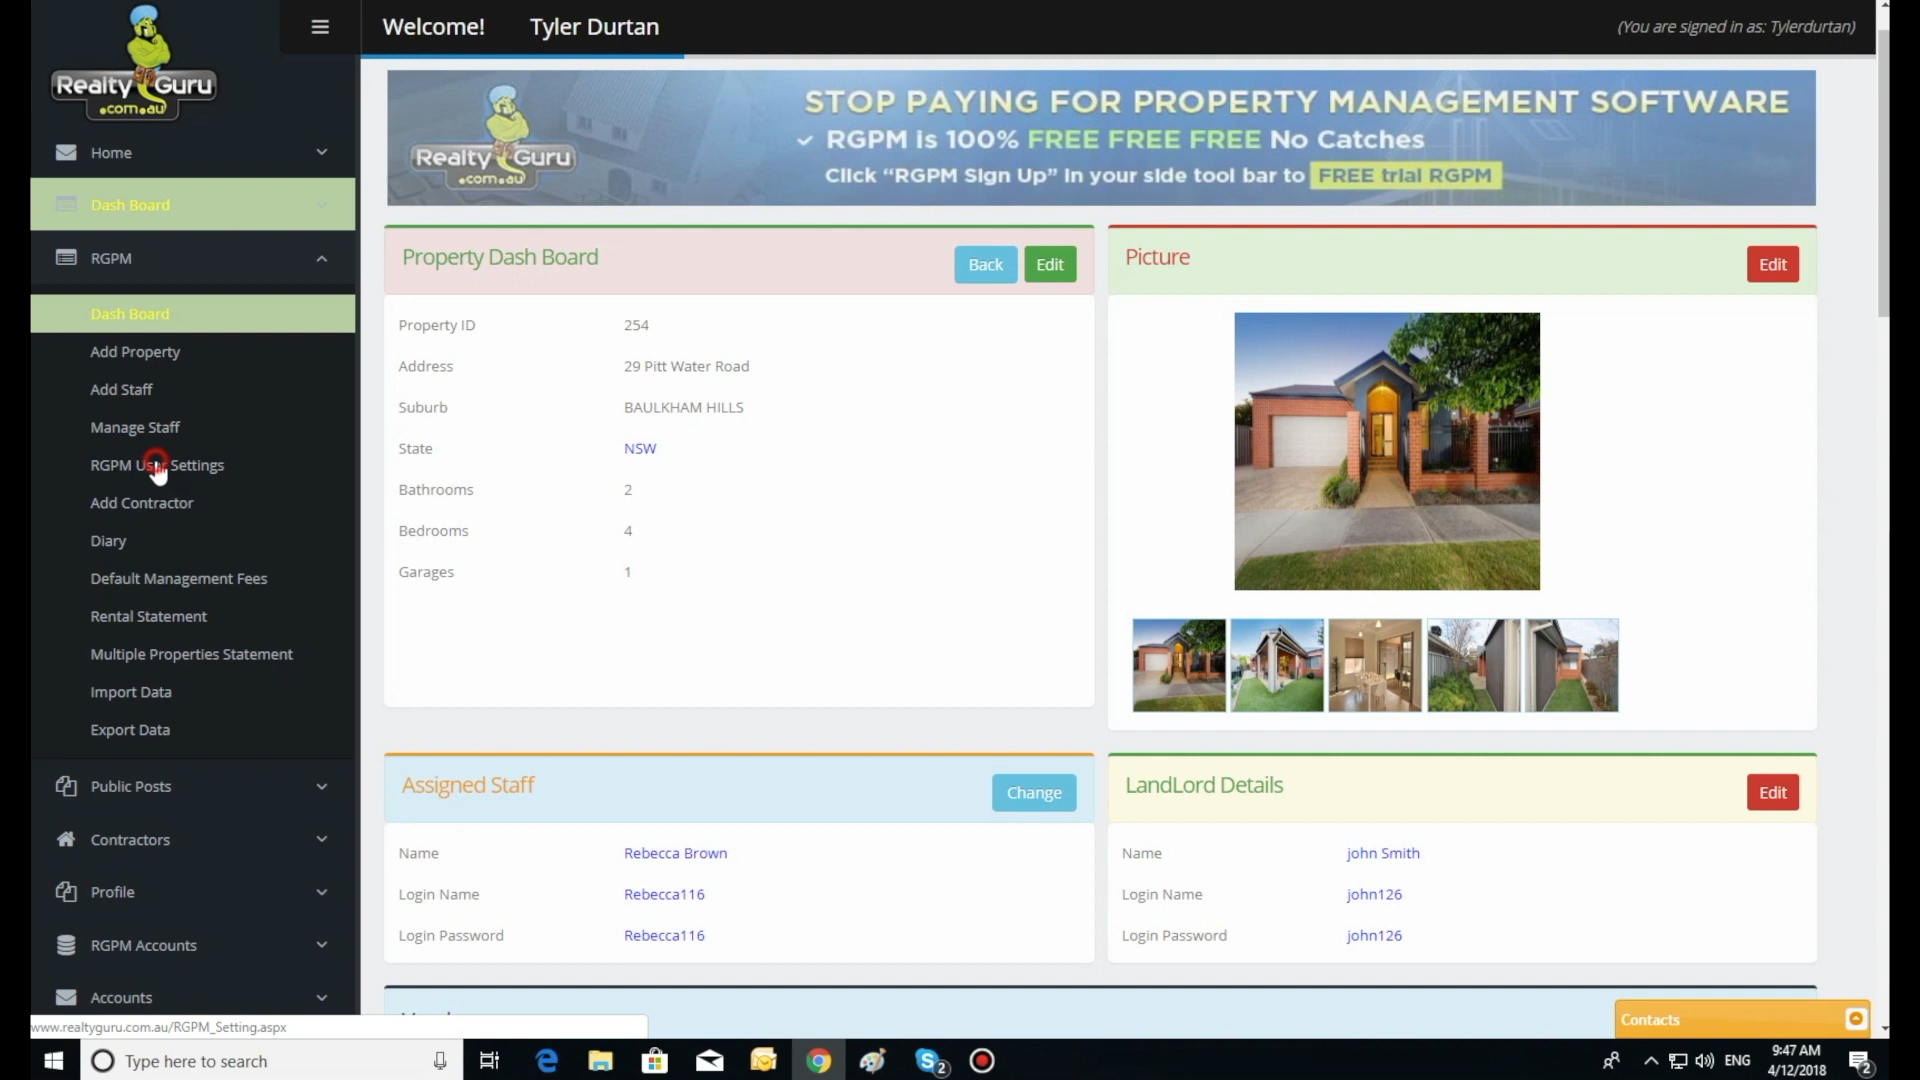 Realty Guru
.com.au
Welcome!
Tyler Durtan
(You are signed in as: Tylerdurtan)
Home
Dash Board
RGPM
Dash Board
Add Property
Add Staff
Manage Staff
RGPM User Settings
Add Contractor
Diary
Default Management Fees
Rental Statement
Multiple Properties Statement
Import Data
Export Data
Public Posts
Contractors
Profile
RGPM Accounts
Accounts
www.realtyguru.com.au/RGPM_Setting.aspx
Realty Guru
.com.au
STOP PAYING FOR PROPERTY MANAGEMENT SOFTWARE
✓ RGPM is 100% FREE FREE FREE No Catches
Click “RGPM Sign Up” in your side tool bar to FREE trial RGPM
Property Dash Board
Back
Edit
Property ID 254
Address 29 Pitt Water Road
Suburb BAULKHAM HILLS
State NSW
Bathrooms 2
Bedrooms 4
Garages 1
Picture
Edit
Assigned Staff
Change
Name Rebecca Brown
Login Name Rebecca116
Login Password Rebecca116
LandLord Details
Edit
Name john Smith
Login Name john126
Login Password john126
Contacts
Type here to search
2
ENG
9:47 AM
4/12/2018
2